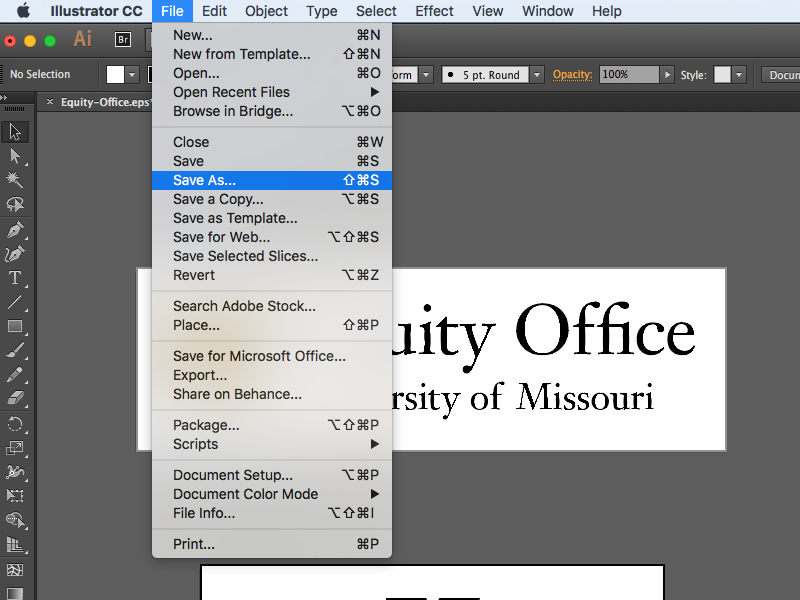 Illustrator CC File Edit Object Type Select Effect View Window Help
Ai Br
No Selection 5 pt. Round Opacity: 100% Style:
Equity-Office.eps*
New... ⌘N
New from Template... ⇧⌘N
Open... ⌘O
Open Recent Files ▶
Browse in Bridge... ⌥⌘O
Close ⌘W
Save ⌘S
Save As... ⇧⌘S
Save a Copy... ⌥⌘S
Save as Template...
Save for Web... ⌥⇧⌘S
Save Selected Slices...
Revert ⌥⌘Z
Search Adobe Stock...
Place... ⇧⌘P
Save for Microsoft Office...
Export...
Share on Behance...
Package... ⌥⇧⌘P
Scripts ▶
Document Setup... ⌥⌘P
Document Color Mode ▶
File Info... ⌥⇧⌘I
Print... ⌘P
uity Office
rsity of Missouri